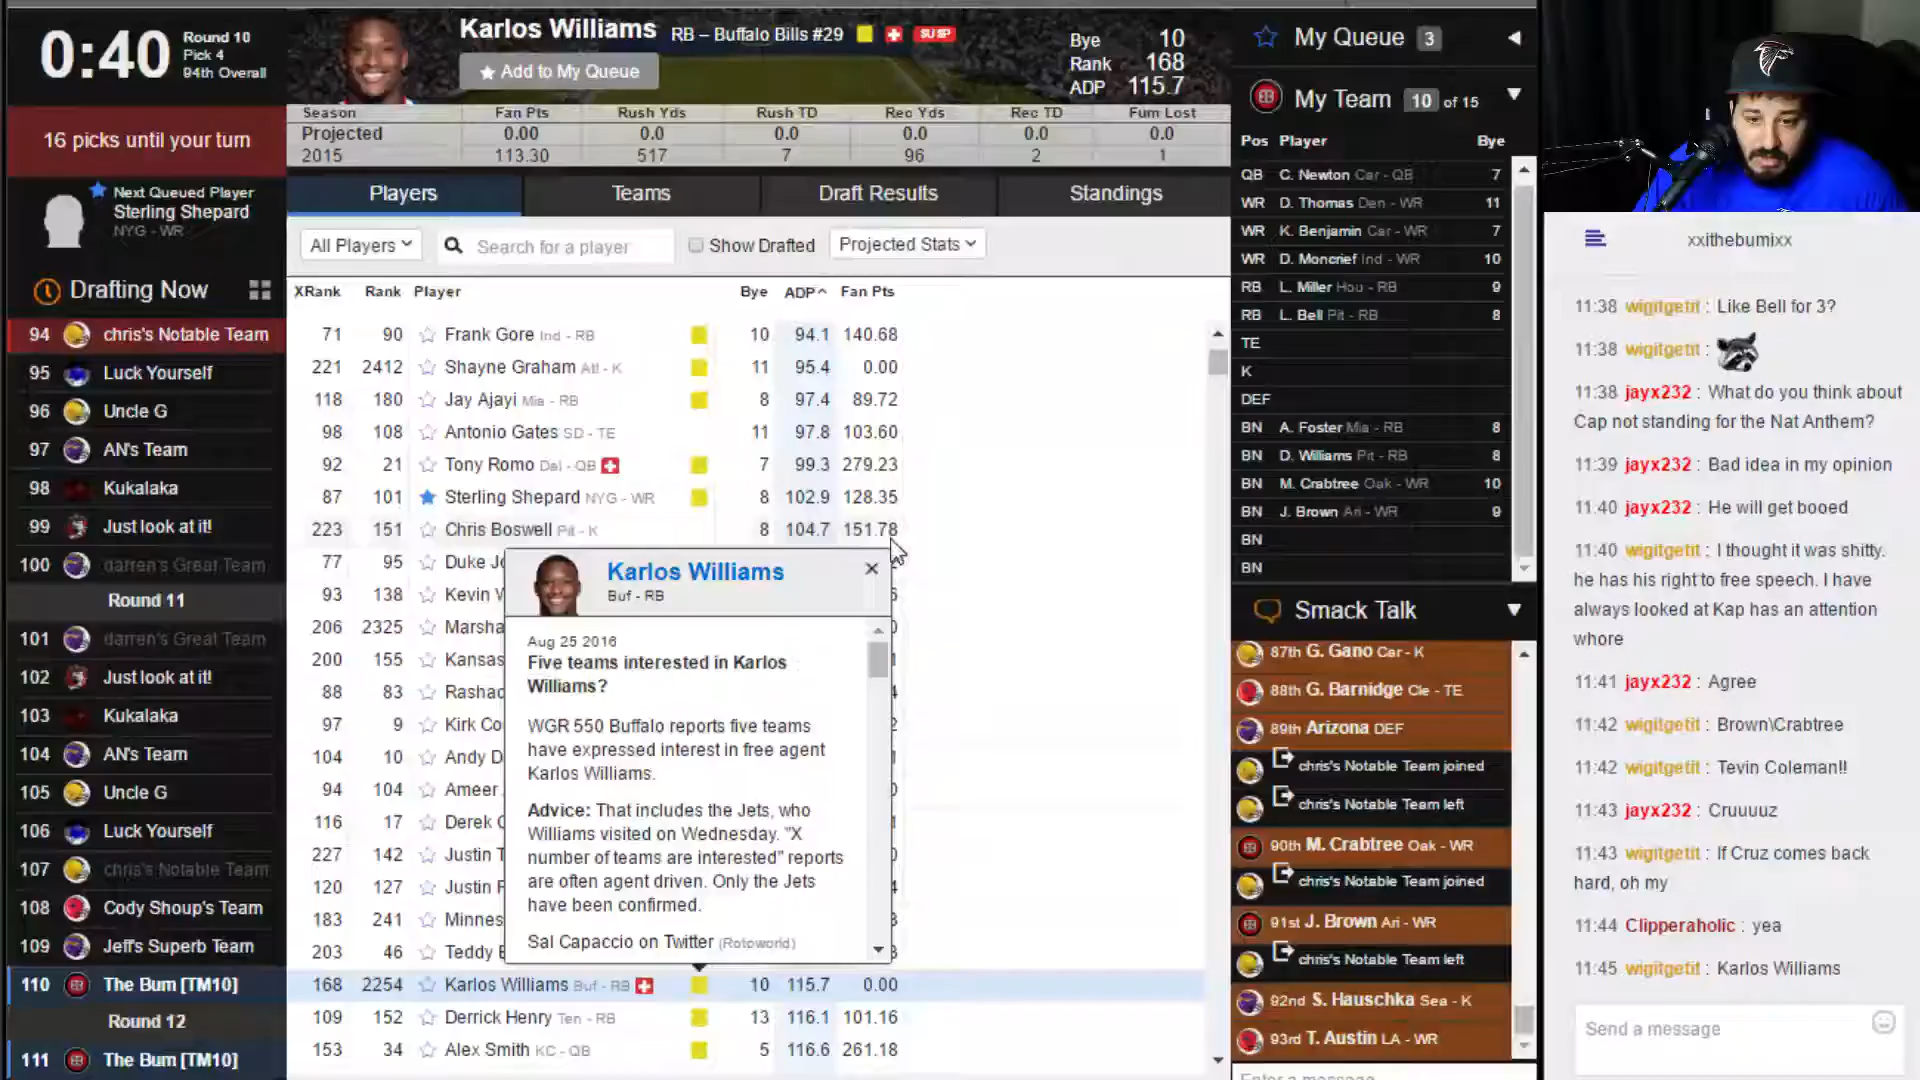 0:40
Round 10
Pick 4
94th Overall
16 picks until your turn
Next Queued Player
Sterling Shepard
NYG - WR
Drafting Now
94 chris's Notable Team
95 Luck Yourself
96 Uncle G
97 AN's Team
98 Kukalaka
99 Just look at it!
100 darren's Great Team
Round 11
101 darren's Great Team
102 Just look at it!
103 Kukalaka
104 AN's Team
105 Uncle G
106 Luck Yourself
107 chris's Notable Team
108 Cody Shoup's Team
109 Jeff's Superb Team
110 The Bum [TM10]
Round 12
111 The Bum [TM10]
Karlos Williams RB – Buffalo Bills #29 SUSP
★ Add to My Queue
Bye 10
Rank 168
ADP 115.7
Season Fan Pts Rush Yds Rush TD Rec Yds Rec TD Fum Lost
Projected 0.00 0.0 0.0 0.0 0.0 0.0
2015 113.30 517 7 96 2 1
Players Teams Draft Results Standings
All Players Search for a player Show Drafted Projected Stats
XRank Rank Player Bye ADP Fan Pts
71 90 Frank Gore Ind - RB 10 94.1 140.68
221 2412 Shayne Graham Atl - K 11 95.4 0.00
118 180 Jay Ajayi Mia - RB 8 97.4 89.72
98 108 Antonio Gates SD - TE 11 97.8 103.60
92 21 Tony Romo Dal - QB 7 99.3 279.23
87 101 Sterling Shepard NYG - WR 8 102.9 128.35
223 151 Chris Boswell Pit - K 8 104.7 151.78
77 95 Duke Jo
93 138 Kevin
206 2325 Marsha
200 155 Kansas
88 83 Rashad
97 9 Kirk Co
104 10 Andy D
94 104 Ameer
116 17 Derek C
227 142 Justin T
120 127 Justin
183 241 Minnes
203 46 Teddy
168 2254 Karlos Williams Buf - RB 10 115.7 0.00
109 152 Derrick Henry Ten - RB 13 116.1 101.16
153 34 Alex Smith KC - QB 5 116.6 261.18
Karlos Williams
Buf - RB
Aug 25 2016
Five teams interested in Karlos
Williams?
WGR 550 Buffalo reports five teams
have expressed interest in free agent
Karlos Williams.
Advice: That includes the Jets, who
Williams visited on Wednesday. "X
number of teams are interested" reports
are often agent driven. Only the Jets
have been confirmed.
Sal Capaccio on Twitter (Rotoworld)
My Queue 3
My Team 10 of 15
Pos Player Bye
QB C. Newton Car - QB 7
WR D. Thomas Den - WR 11
WR K. Benjamin Car - WR 7
WR D. Moncrief Ind - WR 10
RB L. Miller Hou - RB 9
RB L. Bell Pit - RB 8
TE
K
DEF
BN A. Foster Mia - RB 8
BN D. Williams Pit - RB 8
BN M. Crabtree Oak - WR 10
BN J. Brown Ari - WR 9
BN
BN
Smack Talk
87th G. Gano Car - K
88th G. Barnidge Cle - TE
89th Arizona DEF
chris's Notable Team joined
chris's Notable Team left
90th M. Crabtree Oak - WR
chris's Notable Team joined
91st J. Brown Ari - WR
chris's Notable Team left
92nd S. Hauschka Sea - K
93rd T. Austin LA - WR
Enter a message
xxithebumixx
11:38 wigitgetit : Like Bell for 3?
11:38 wigitgetit :
11:38 jayx232 : What do you think about
Cap not standing for the Nat Anthem?
11:39 jayx232 : Bad idea in my opinion
11:40 jayx232 : He will get booed
11:40 wigitgetit : I thought it was shitty.
he has his right to free speech. I have
always looked at Kap has an attention
whore
11:41 jayx232 : Agree
11:42 wigitgetit : Brown\Crabtree
11:42 wigitgetit : Tevin Coleman!!
11:43 jayx232 : Cruuuuz
11:43 wigitgetit : If Cruz comes back
hard, oh my
11:44 Clipperaholic : yea
11:45 wigitgetit : Karlos Williams
Send a message